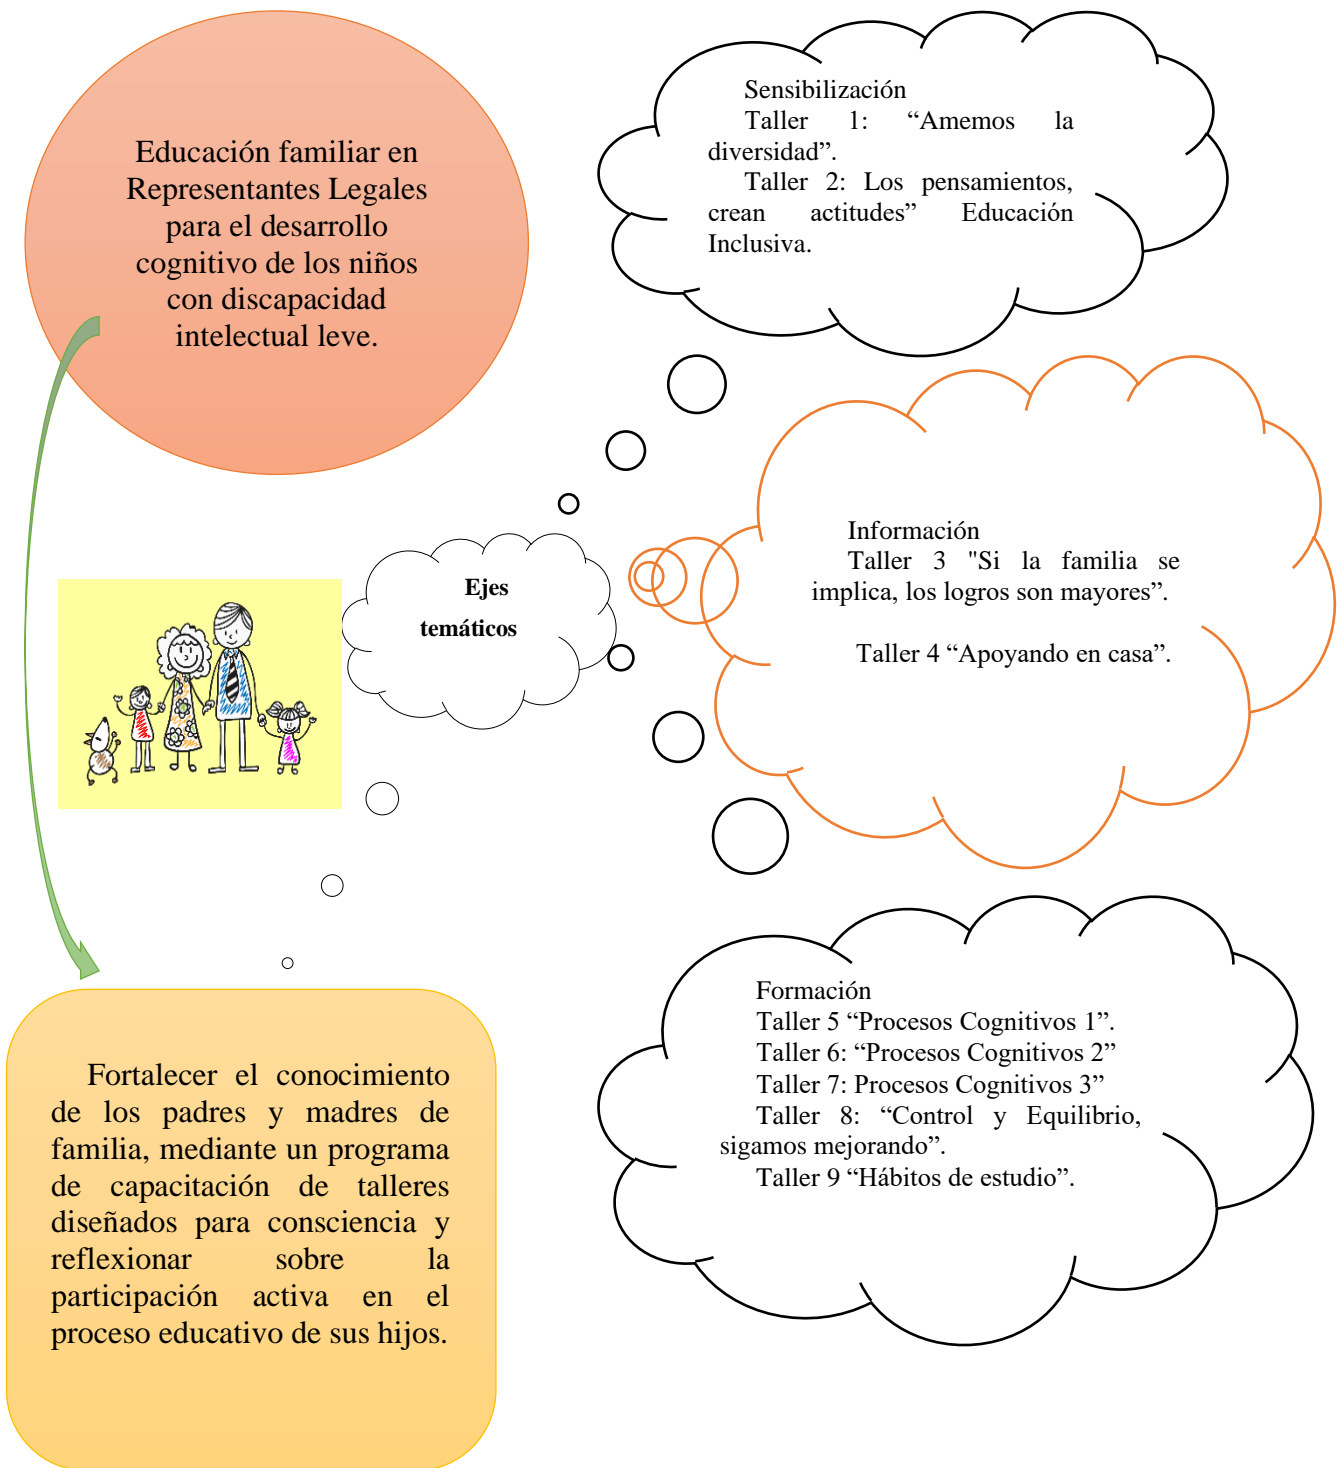 Educación familiar en
Representantes Legales
para el desarrollo
cognitivo de los niños
con discapacidad
intelectual leve.
Sensibilización
Taller 1: “Amemos la
diversidad”.
Taller 2: Los pensamientos,
crean actitudes” Educación
Inclusiva.
Ejes
temáticos
Información
Taller 3 "Si la familia se
implica, los logros son mayores”.
Taller 4 “Apoyando en casa”.
Formación
Taller 5 “Procesos Cognitivos 1”.
Taller 6: “Procesos Cognitivos 2”
Taller 7: Procesos Cognitivos 3”
Taller 8: “Control y Equilibrio,
sigamos mejorando”.
Taller 9 “Hábitos de estudio”.
Fortalecer el conocimiento
de los padres y madres de
familia, mediante un programa
de capacitación de talleres
diseñados para consciencia y
reflexionar sobre la
participación activa en el
proceso educativo de sus hijos.